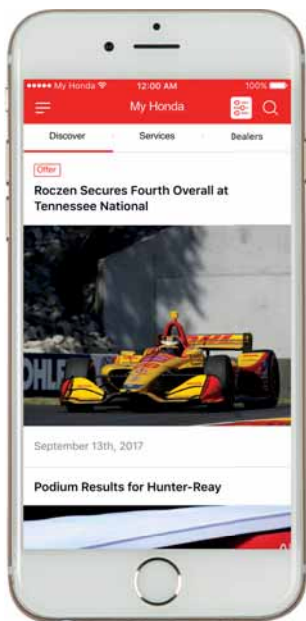 My Honda
12:00 AM
100%
My Honda
Discover
Services
Dealers
Offer
Roczen Secures Fourth Overall at
Tennessee National
September 13th, 2017
Podium Results for Hunter-Reay